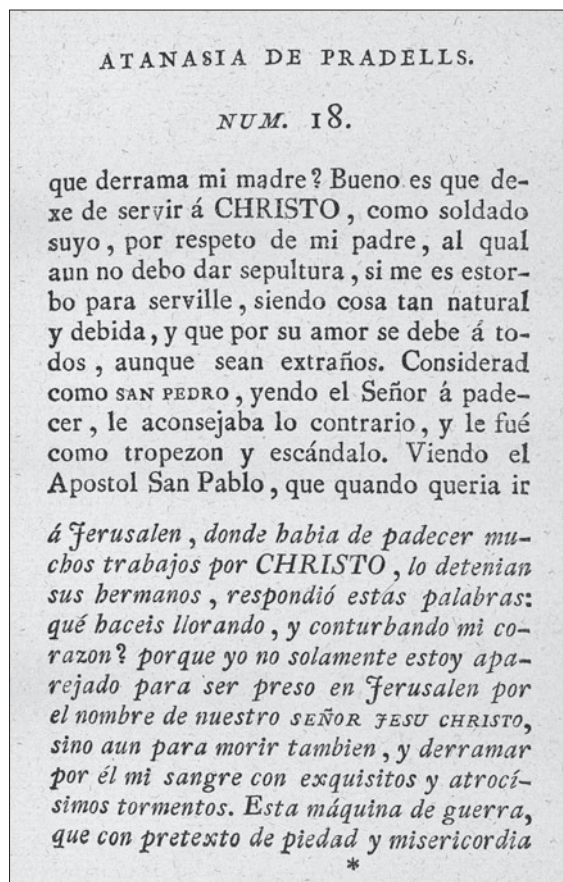 ATANASIA DE PRADELLS.
NUM. 18.
que derrama mi madre? Bueno es que de-
xe de servir á CHRISTO, como soldado
suyo, por respeto de mi padre, al qual
aun no debo dar sepultura, si me es estor-
bo para serville, siendo cosa tan natural
y debida, y que por su amor se debe á to-
dos, aunque sean extraños. Considerad
como SAN PEDRO, yendo el Señor á pade-
cer, le aconsejaba lo contrario, y le fué
como tropezon y escándalo. Viendo el
Apostol San Pablo, que quando queria ir
á Jerusalen, donde habia de padecer mu-
chos trabajos por CHRISTO, lo detenian
sus hermanos, respondió estas palabras:
qué haceis llorando, y conturbando mi co-
razon? porque yo no solamente estoy apa-
rejado para ser preso en Jerusalen por
el nombre de nuestro SEÑOR JESU CHRISTO,
sino aun para morir tambien, y derramar
por él mi sangre con exquisitos y atrocí-
simos tormentos. Esta máquina de guerra,
que con pretexto de piedad y misericordia
*